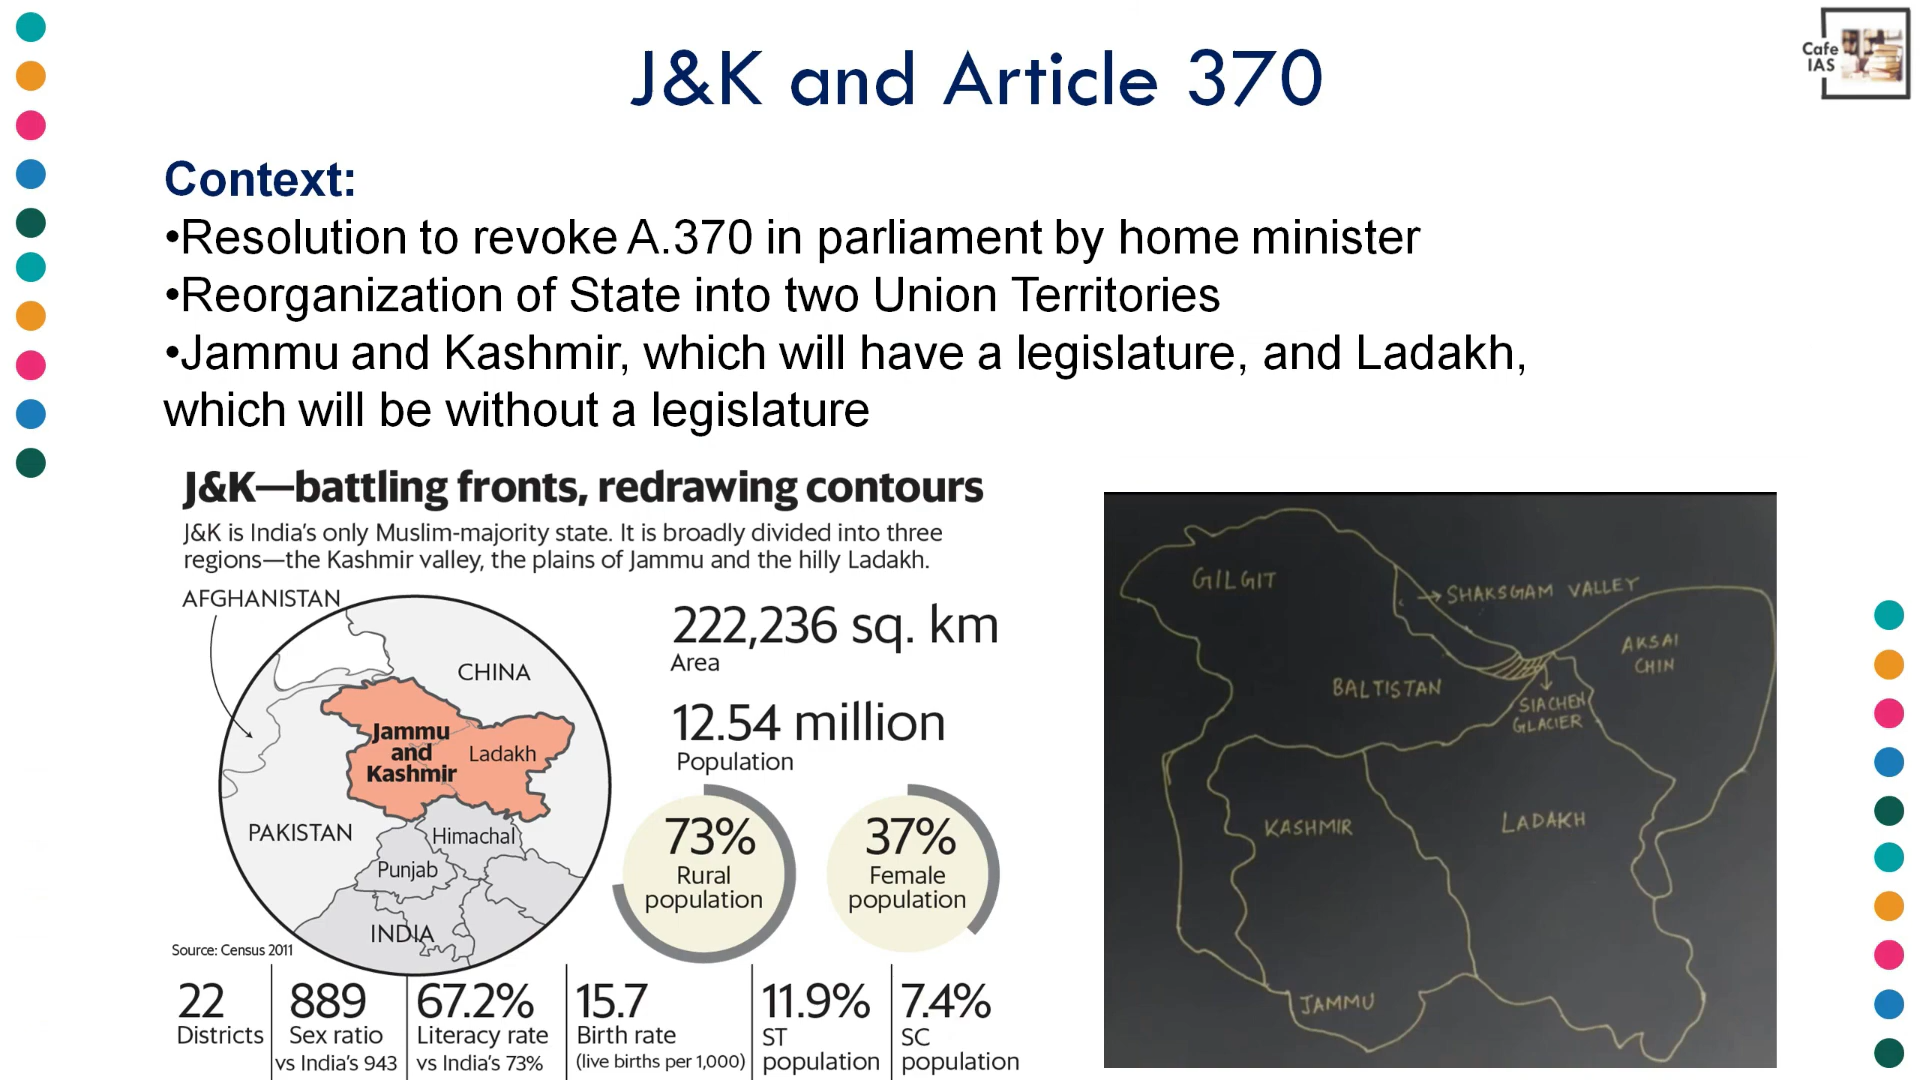 Cafe
IAS
J&K and Article 370
Context:
•Resolution to revoke A.370 in parliament by home minister
•Reorganization of State into two Union Territories
•Jammu and Kashmir, which will have a legislature, and Ladakh,
which will be without a legislature
J&K—battling fronts, redrawing contours
J&K is India's only Muslim-majority state. It is broadly divided into three
regions—the Kashmir valley, the plains of Jammu and the hilly Ladakh.
AFGHANISTAN
CHINA
Jammu
and
Kashmir
Ladakh
PAKISTAN
Himachal
Punjab
INDIA
Source: Census 2011
222,236 sq. km
Area
12.54 million
Population
73%
Rural
population
37%
Female
population
22
Districts
889
Sex ratio
vs India's 943
67.2%
Literacy rate
vs India's 73%
15.7
Birth rate
(live births per 1,000)
11.9%
ST
population
7.4%
SC
population
GILGIT
SHAKSGAM VALLEY
AKSAI
CHIN
BALTISTAN
SIACHEN
GLACIER
KASHMIR
LADAKH
JAMMU